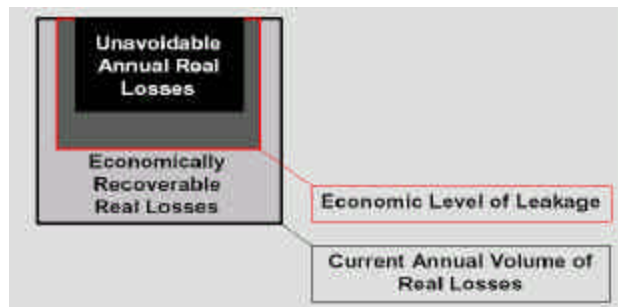 Unavoidable
Annual Real
Losses
Economically
Recoverable
Real Losses
Economic Level of Leakage
Current Annual Volume of
Real Losses